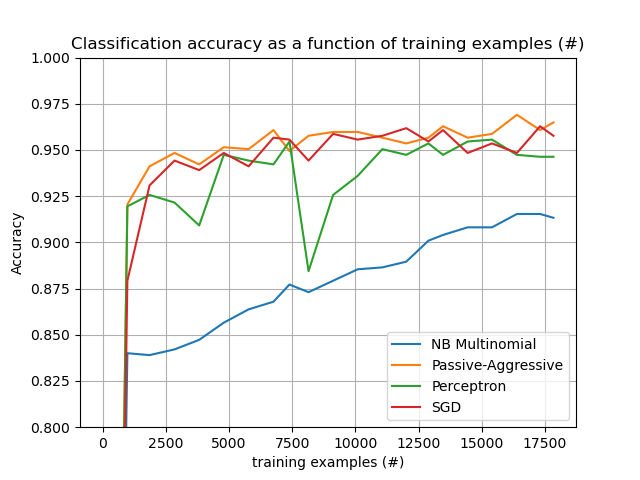 Classification accuracy as a function of training examples (#)
1.000
0.975
0.950
0.925
0.900
0.875
0.850
0.825
0.800
Accuracy
NB Multinomial
Passive-Aggressive
Perceptron
SGD
0 2500 5000 7500 10000 12500 15000 17500
training examples (#)